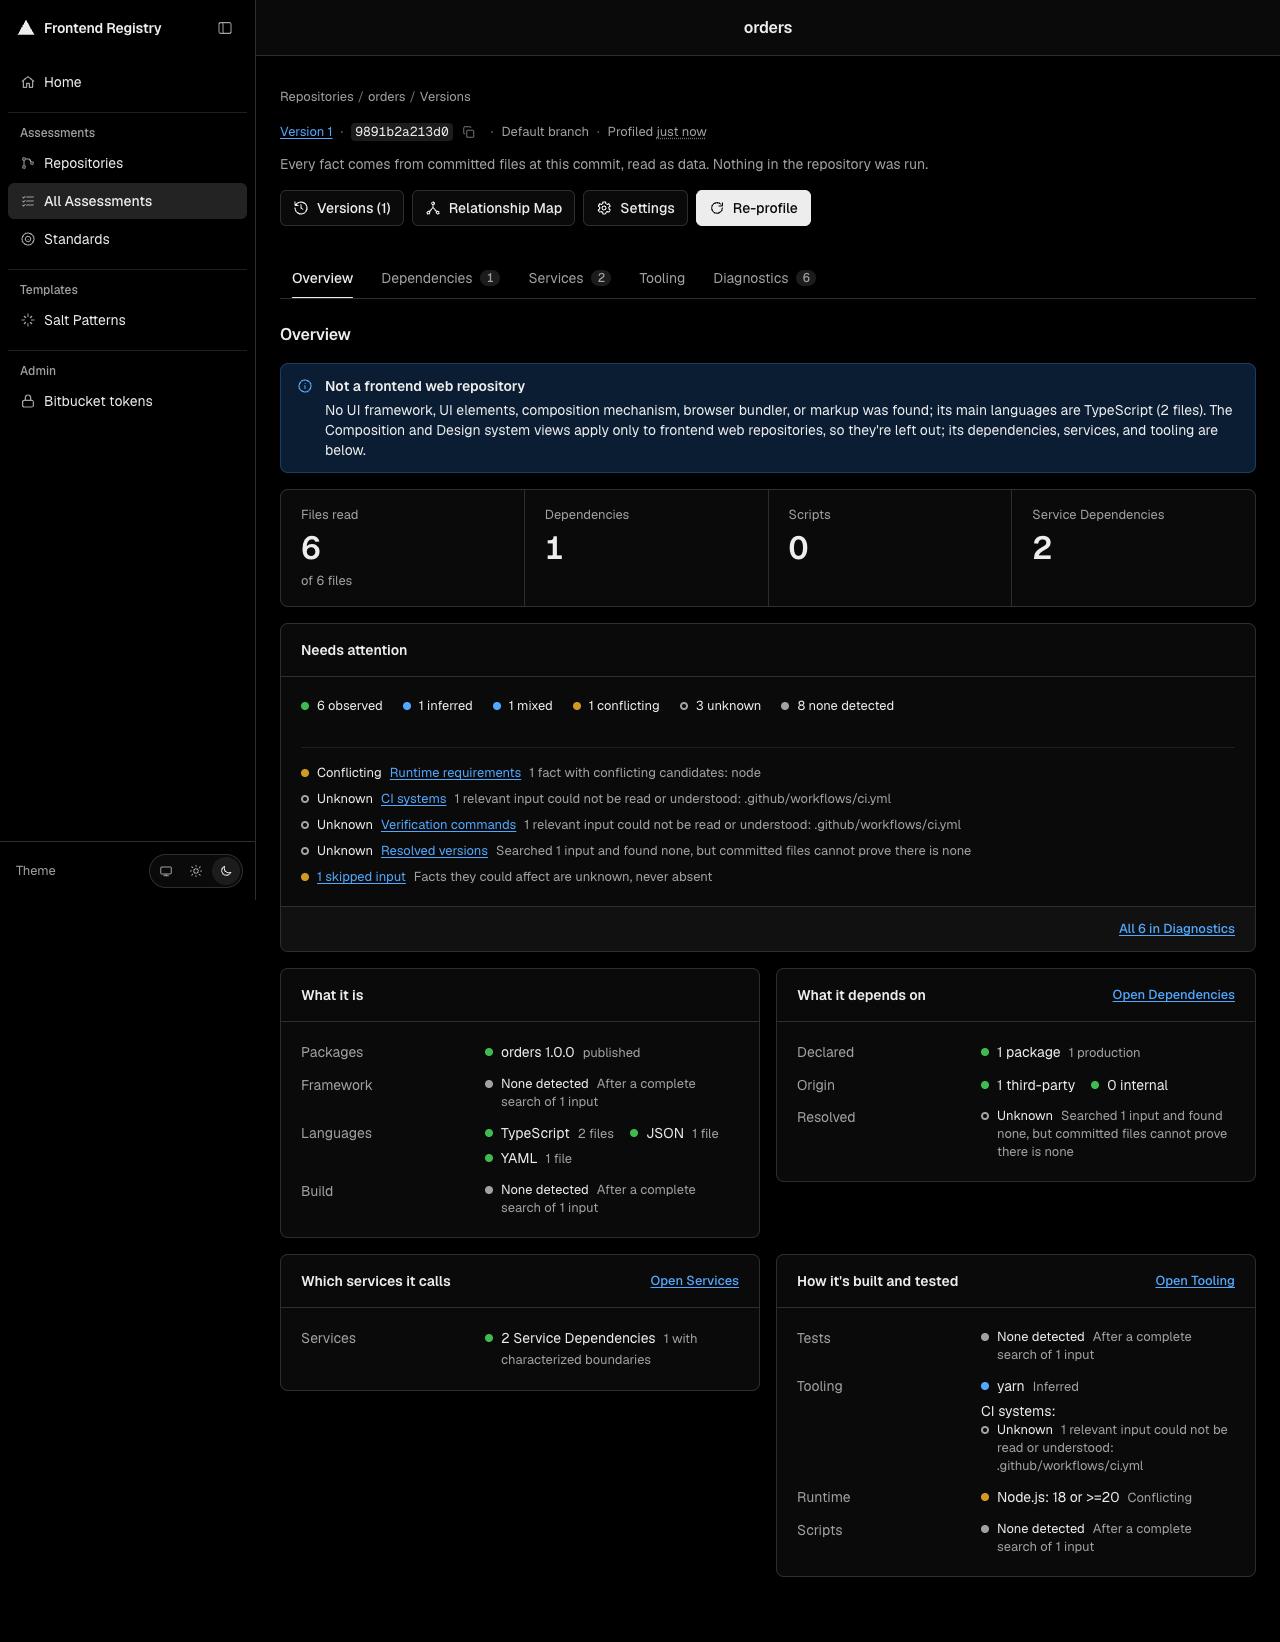 Frontend Registry
Home
Assessments
Repositories
All Assessments
Standards
Templates
Salt Patterns
Admin
Bitbucket tokens
Theme
orders
Repositories / orders / Versions
Version 1 · 9891b2a213d0 · Default branch · Profiled just now
Every fact comes from committed files at this commit, read as data. Nothing in the repository was run.
Versions (1) Relationship Map Settings Re-profile
Overview Dependencies 1 Services 2 Tooling Diagnostics 6
Overview
Not a frontend web repository
No UI framework, UI elements, composition mechanism, browser bundler, or markup was found; its main languages are TypeScript (2 files). The
Composition and Design system views apply only to frontend web repositories, so they're left out; its dependencies, services, and tooling are
below.
Files read
6
of 6 files
Dependencies
1
Scripts
0
Service Dependencies
2
Needs attention
6 observed 1 inferred 1 mixed 1 conflicting 3 unknown 8 none detected
Conflicting Runtime requirements 1 fact with conflicting candidates: node
Unknown CI systems 1 relevant input could not be read or understood: .github/workflows/ci.yml
Unknown Verification commands 1 relevant input could not be read or understood: .github/workflows/ci.yml
Unknown Resolved versions Searched 1 input and found none, but committed files cannot prove there is none
1 skipped input Facts they could affect are unknown, never absent
All 6 in Diagnostics
What it is
Packages orders 1.0.0 published
Framework None detected After a complete
search of 1 input
Languages TypeScript 2 files JSON 1 file
YAML 1 file
Build None detected After a complete
search of 1 input
What it depends on Open Dependencies
Declared 1 package 1 production
Origin 1 third-party 0 internal
Resolved Unknown Searched 1 input and found
none, but committed files cannot prove
there is none
Which services it calls Open Services
Services 2 Service Dependencies 1 with
characterized boundaries
How it's built and tested Open Tooling
Tests None detected After a complete
search of 1 input
Tooling yarn Inferred
CI systems:
Unknown 1 relevant input could not be
read or understood:
.github/workflows/ci.yml
Runtime Node.js: 18 or >=20 Conflicting
Scripts None detected After a complete
search of 1 input